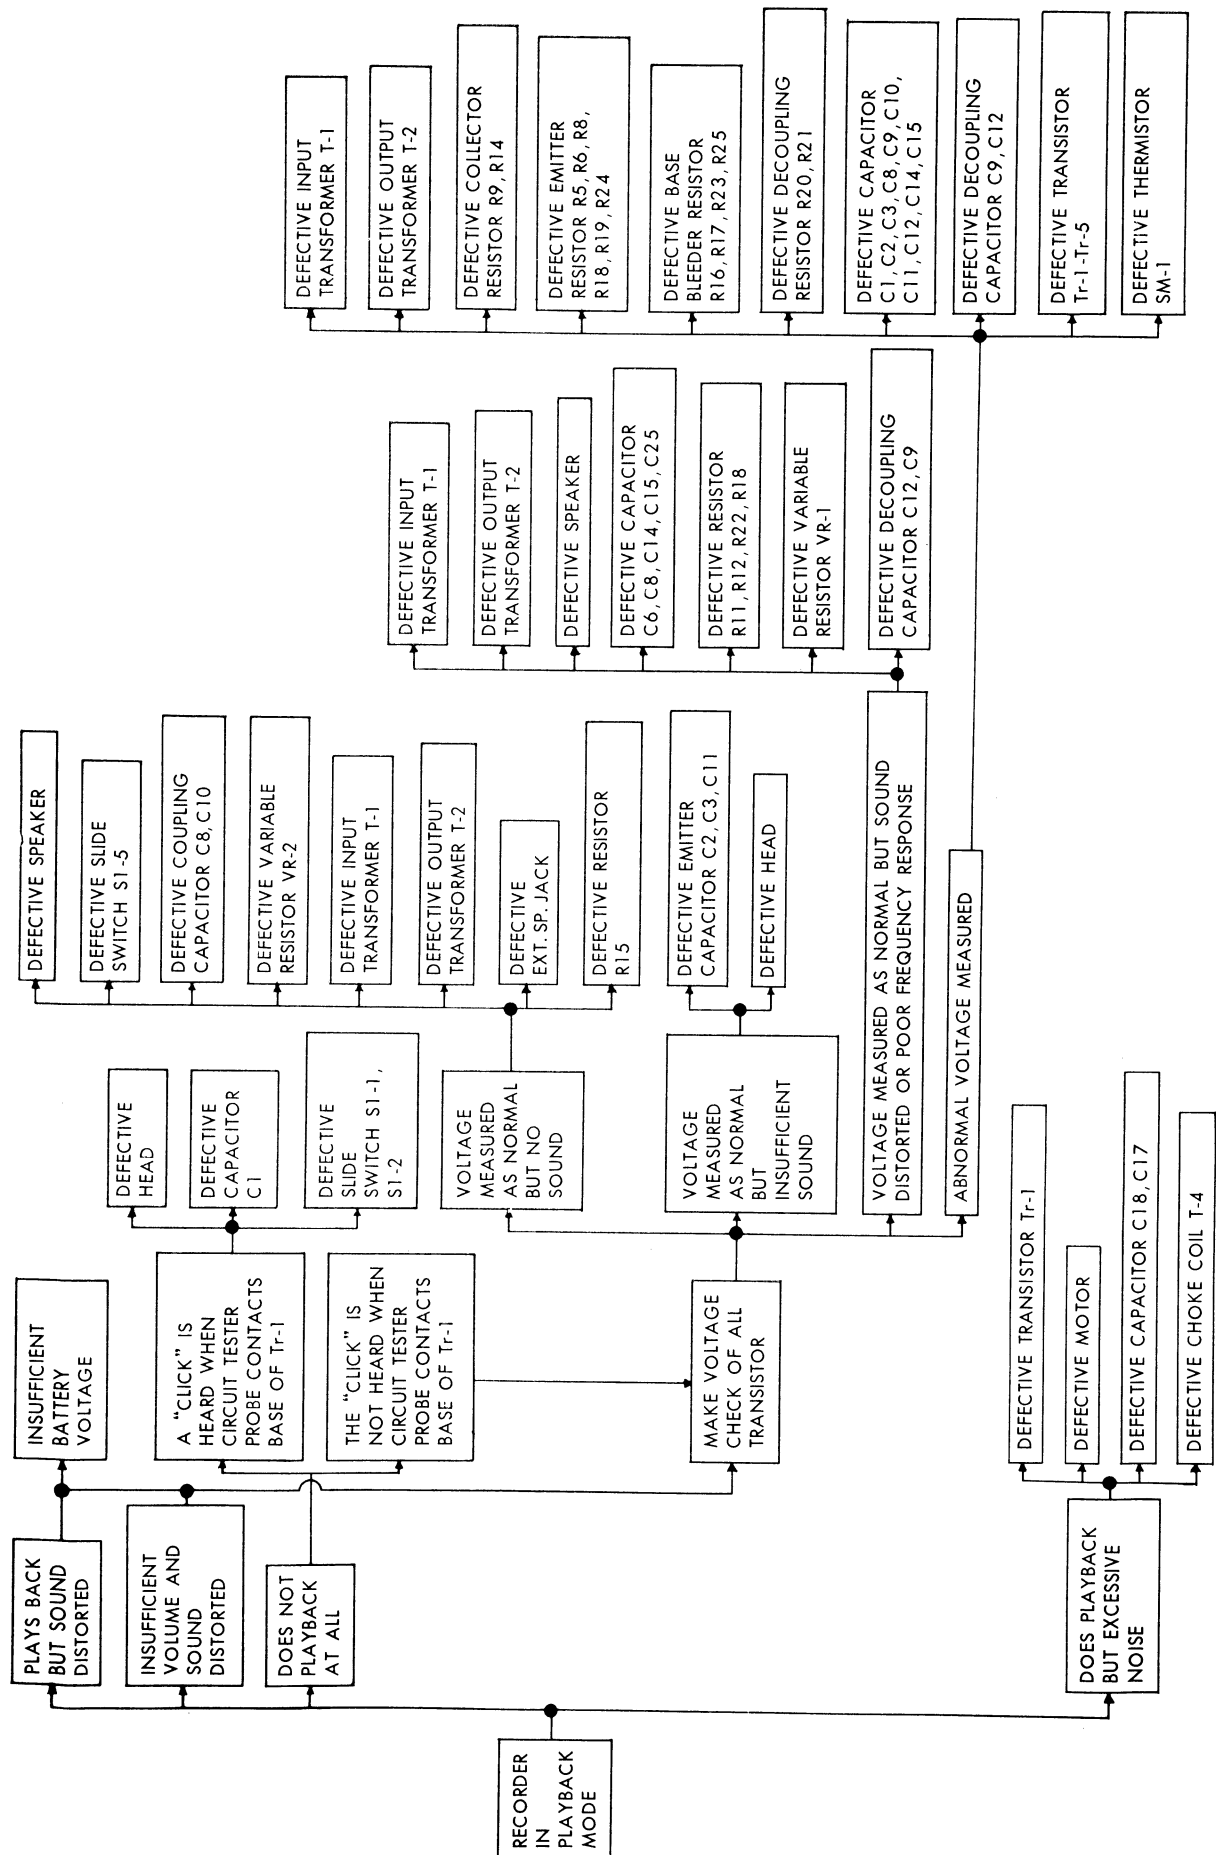 RECORDER
IN
PLAYBACK
MODE
PLAYS BACK
BUT SOUND
DISTORTED
INSUFFICIENT
VOLUME AND
SOUND
DISTORTED
DOES NOT
PLAYBACK
AT ALL
DOES PLAYBACK
BUT EXCESSIVE
NOISE
INSUFFICIENT
BATTERY
VOLTAGE
A "CLICK" IS
HEARD WHEN
CIRCUIT TESTER
PROBE CONTACTS
BASE OF Tr-1
THE "CLICK" IS
NOT HEARD WHEN
CIRCUIT TESTER
PROBE CONTACTS
BASE OF Tr-1
MAKE VOLTAGE
CHECK OF ALL
TRANSISTOR
DEFECTIVE TRANSISTOR Tr-1
DEFECTIVE MOTOR
DEFECTIVE CAPACITOR C18, C17
DEFECTIVE CHOKE COIL T-4
DEFECTIVE
HEAD
DEFECTIVE
CAPACITOR
C1
DEFECTIVE
SLIDE
SWITCH S1-1,
S1-2
VOLTAGE
MEASURED
AS NORMAL
BUT NO
SOUND
VOLTAGE
MEASURED
AS NORMAL
BUT
INSUFFICIENT
SOUND
VOLTAGE MEASURED AS NORMAL BUT SOUND
DISTORTED OR POOR FREQUENCY RESPONSE
ABNORMAL VOLTAGE MEASURED
DEFECTIVE SPEAKER
DEFECTIVE SLIDE
SWITCH S1-5
DEFECTIVE COUPLING
CAPACITOR C8, C10
DEFECTIVE VARIABLE
RESISTOR VR-2
DEFECTIVE INPUT
TRANSFORMER T-1
DEFECTIVE OUTPUT
TRANSFORMER T-2
DEFECTIVE
EXT. SP. JACK
DEFECTIVE RESISTOR
R15
DEFECTIVE EMITTER
CAPACITOR C2, C3, C11
DEFECTIVE HEAD
DEFECTIVE INPUT
TRANSFORMER T-1
DEFECTIVE OUTPUT
TRANSFORMER T-2
DEFECTIVE SPEAKER
DEFECTIVE CAPACITOR
C6, C8, C14, C15, C25
DEFECTIVE RESISTOR
R11, R12, R22, R18
DEFECTIVE VARIABLE
RESISTOR VR-1
DEFECTIVE DECOUPLING
CAPACITOR C12, C9
DEFECTIVE INPUT
TRANSFORMER T-1
DEFECTIVE OUTPUT
TRANSFORMER T-2
DEFECTIVE COLLECTOR
RESISTOR R9, R14
DEFECTIVE EMITTER
RESISTOR R5, R6, R8,
R18, R19, R24
DEFECTIVE BASE
BLEEDER RESISTOR
R16, R17, R23, R25
DEFECTIVE DECOUPLING
RESISTOR R20, R21
DEFECTIVE CAPACITOR
C1, C2, C3, C8, C9, C10,
C11, C12, C14, C15
DEFECTIVE DECOUPLING
CAPACITOR C9, C12
DEFECTIVE TRANSISTOR
Tr-1-Tr-5
DEFECTIVE THERMISTOR
SM-1